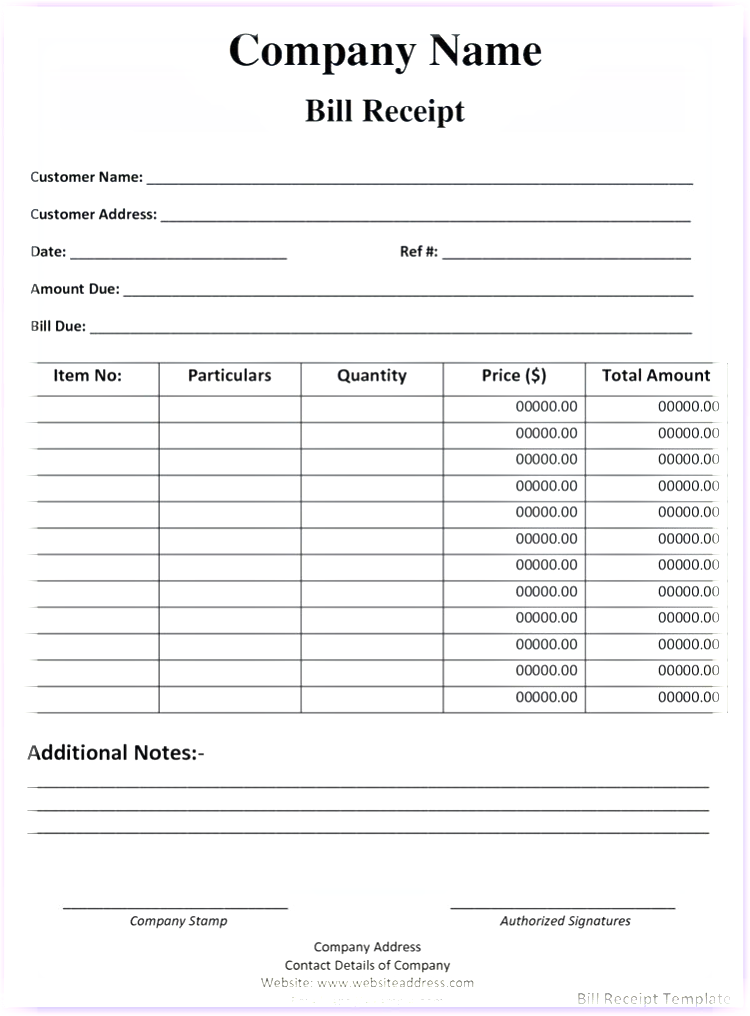 Company Name
Bill Receipt
Customer Name:
Customer Address:
Date: Ref #:
Amount Due:
Bill Due:
Item No: Particulars Quantity Price ($) Total Amount
00000.00 00000.00
00000.00 00000.00
00000.00 00000.00
00000.00 00000.00
00000.00 00000.00
00000.00 00000.00
00000.00 00000.00
00000.00 00000.00
00000.00 00000.00
00000.00 00000.00
00000.00 00000.00
00000.00 00000.00
Additional Notes:-
Company Stamp Authorized Signatures
Company Address
Contact Details of Company
Website: www.websiteaddress.com
Bill Receipt Template